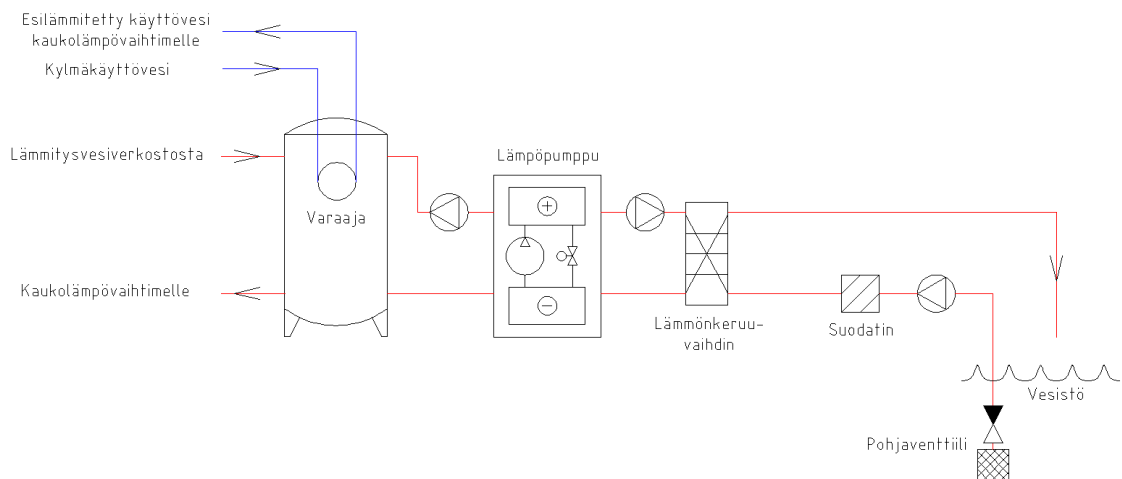 Esilämmitetty käyttövesi
kaukolämpövaihtimelle
Kylmäkäyttövesi
Lämmitysvesiverkostosta
Varaaja
Lämpöpumppu
Kaukolämpövaihtimelle
Lämmönkeruu-
vaihdin
Suodatin
Vesistö
Pohjaventtiili